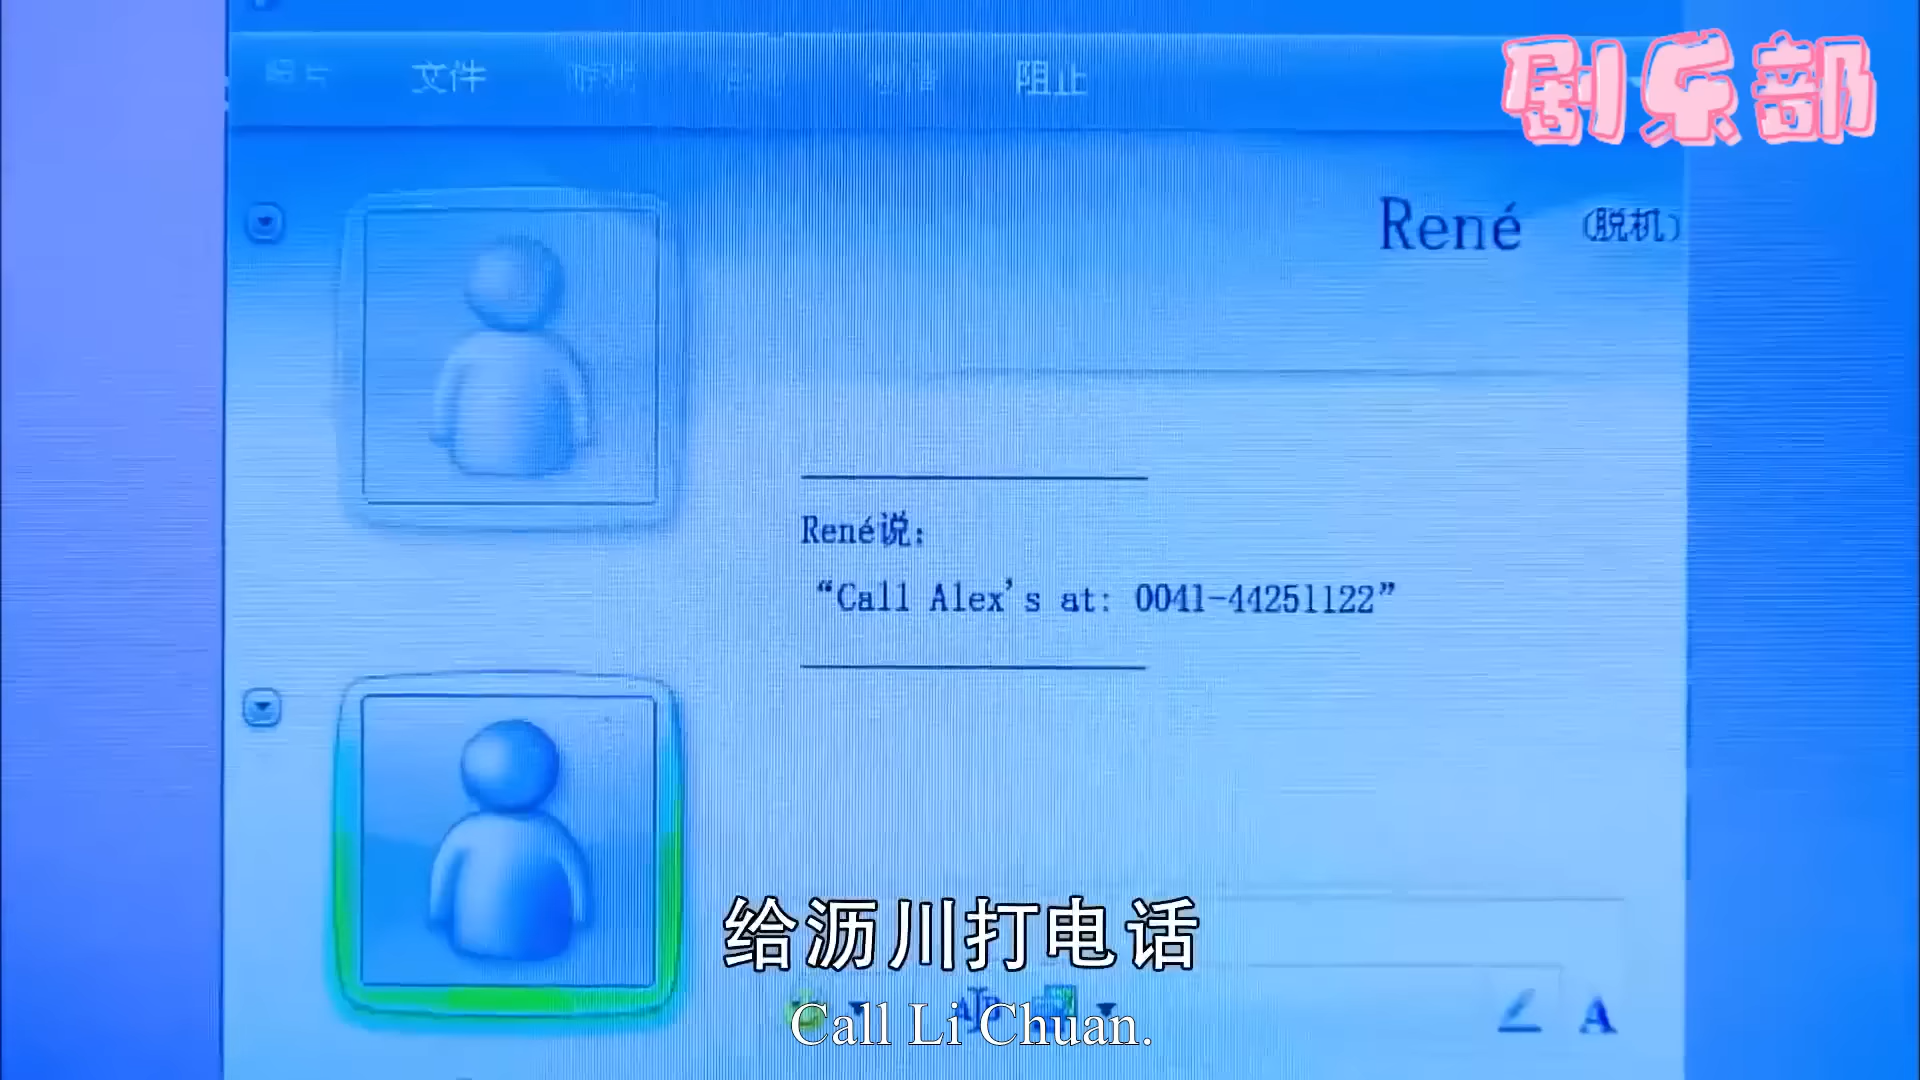 剧乐部
文件 阻止
René (脱机)
René说:
“Call Alex's at: 0041-44251122”
给沥川打电话
Call Li Chuan.
A